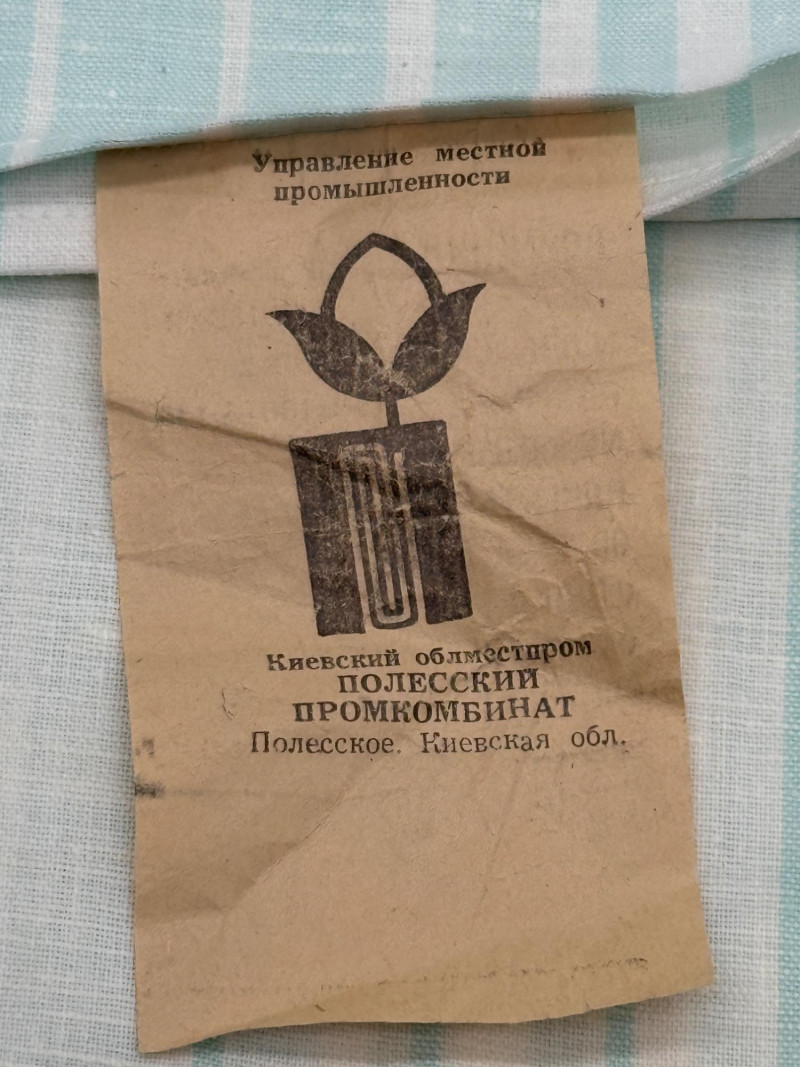 Управление местной
промышленности
Киевский облместпром
ПОЛЕССКИЙ
ПРОМКОМБИНАТ
Полесское. Киевская обл.